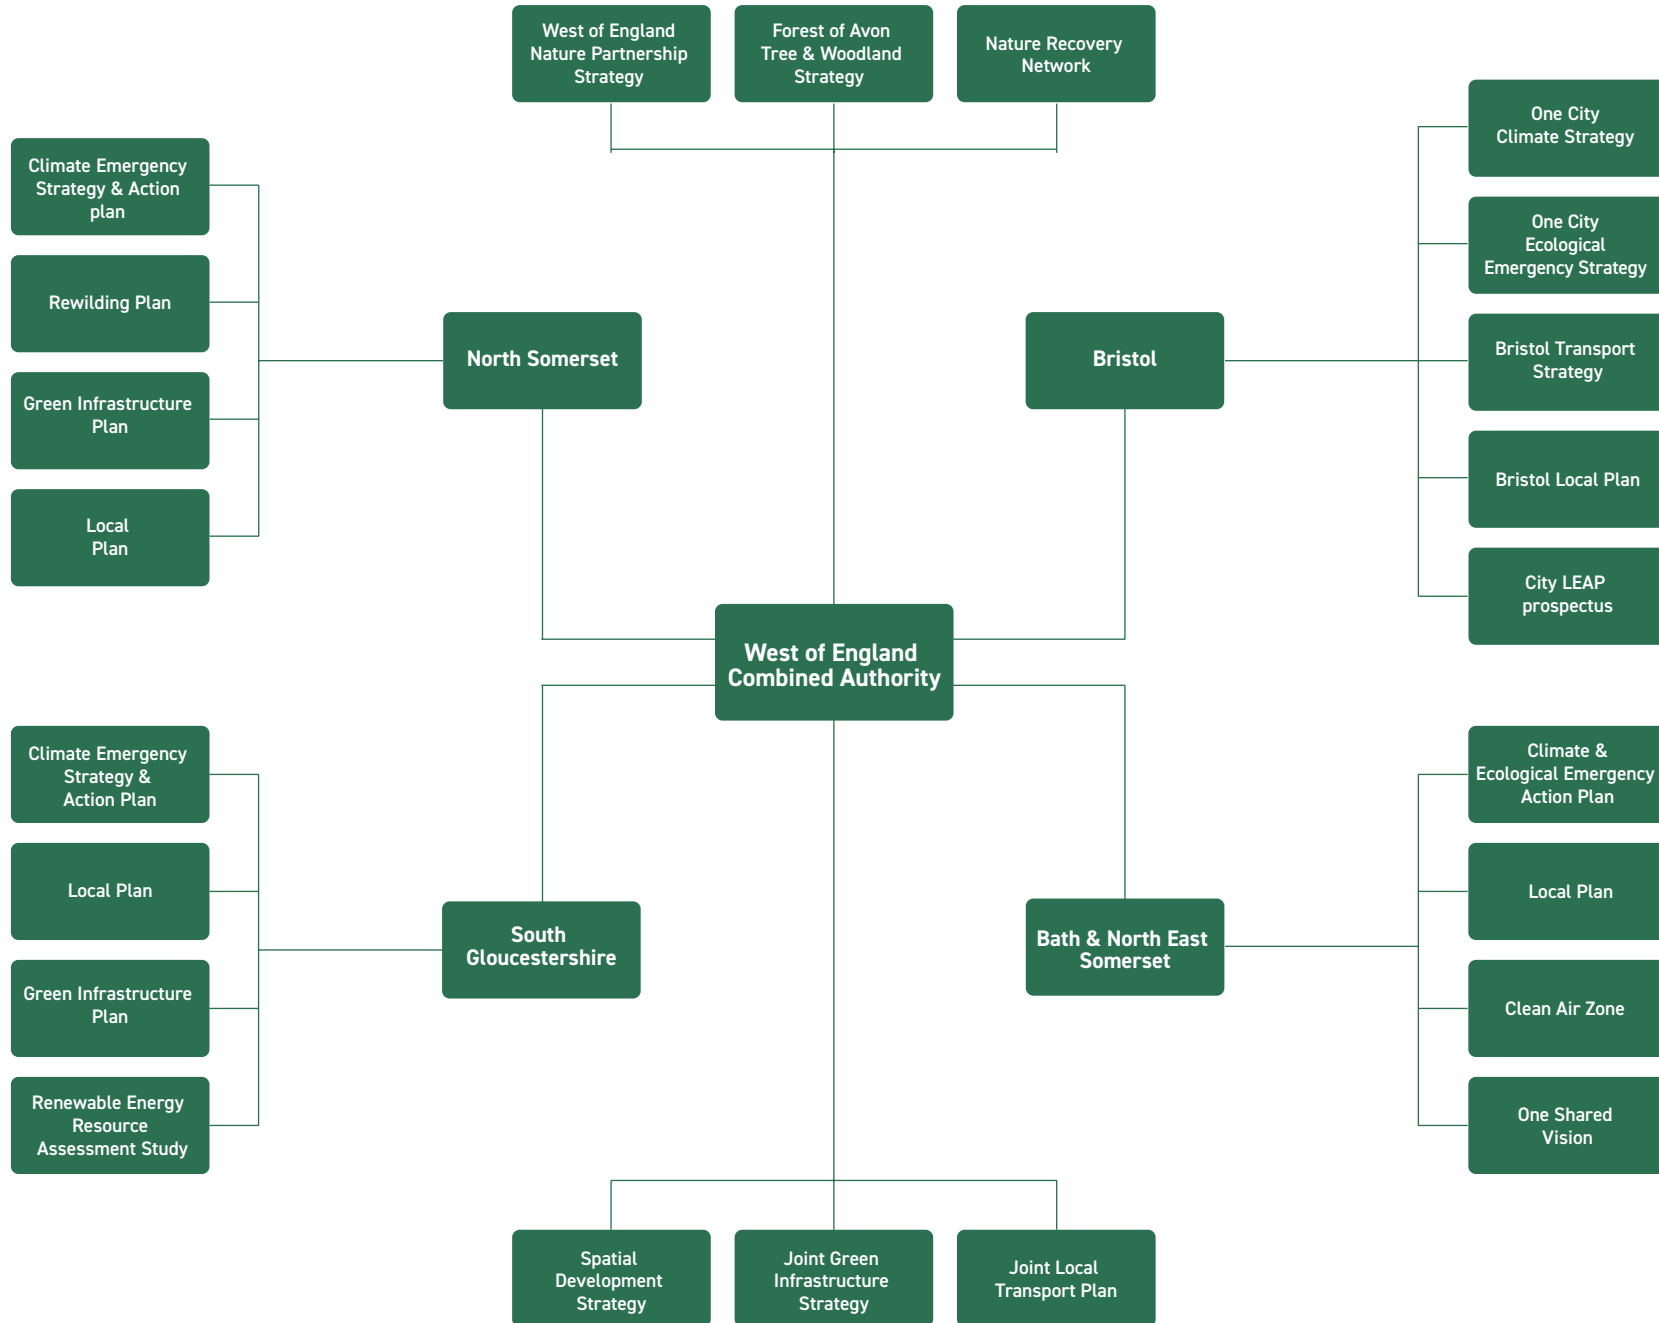 West of England
Nature Partnership
Strategy
Forest of Avon
Tree & Woodland
Strategy
Nature Recovery
Network
Climate Emergency
Strategy & Action
plan
Rewilding Plan
Green Infrastructure
Plan
Local
Plan
North Somerset
Bristol
One City
Climate Strategy
One City
Ecological
Emergency Strategy
Bristol Transport
Strategy
Bristol Local Plan
City LEAP
prospectus
West of England
Combined Authority
Climate Emergency
Strategy &
Action Plan
Local Plan
Green Infrastructure
Plan
Renewable Energy
Resource
Assessment Study
South
Gloucestershire
Bath & North East
Somerset
Climate &
Ecological Emergency
Action Plan
Local Plan
Clean Air Zone
One Shared
Vision
Spatial
Development
Strategy
Joint Green
Infrastructure
Strategy
Joint Local
Transport Plan